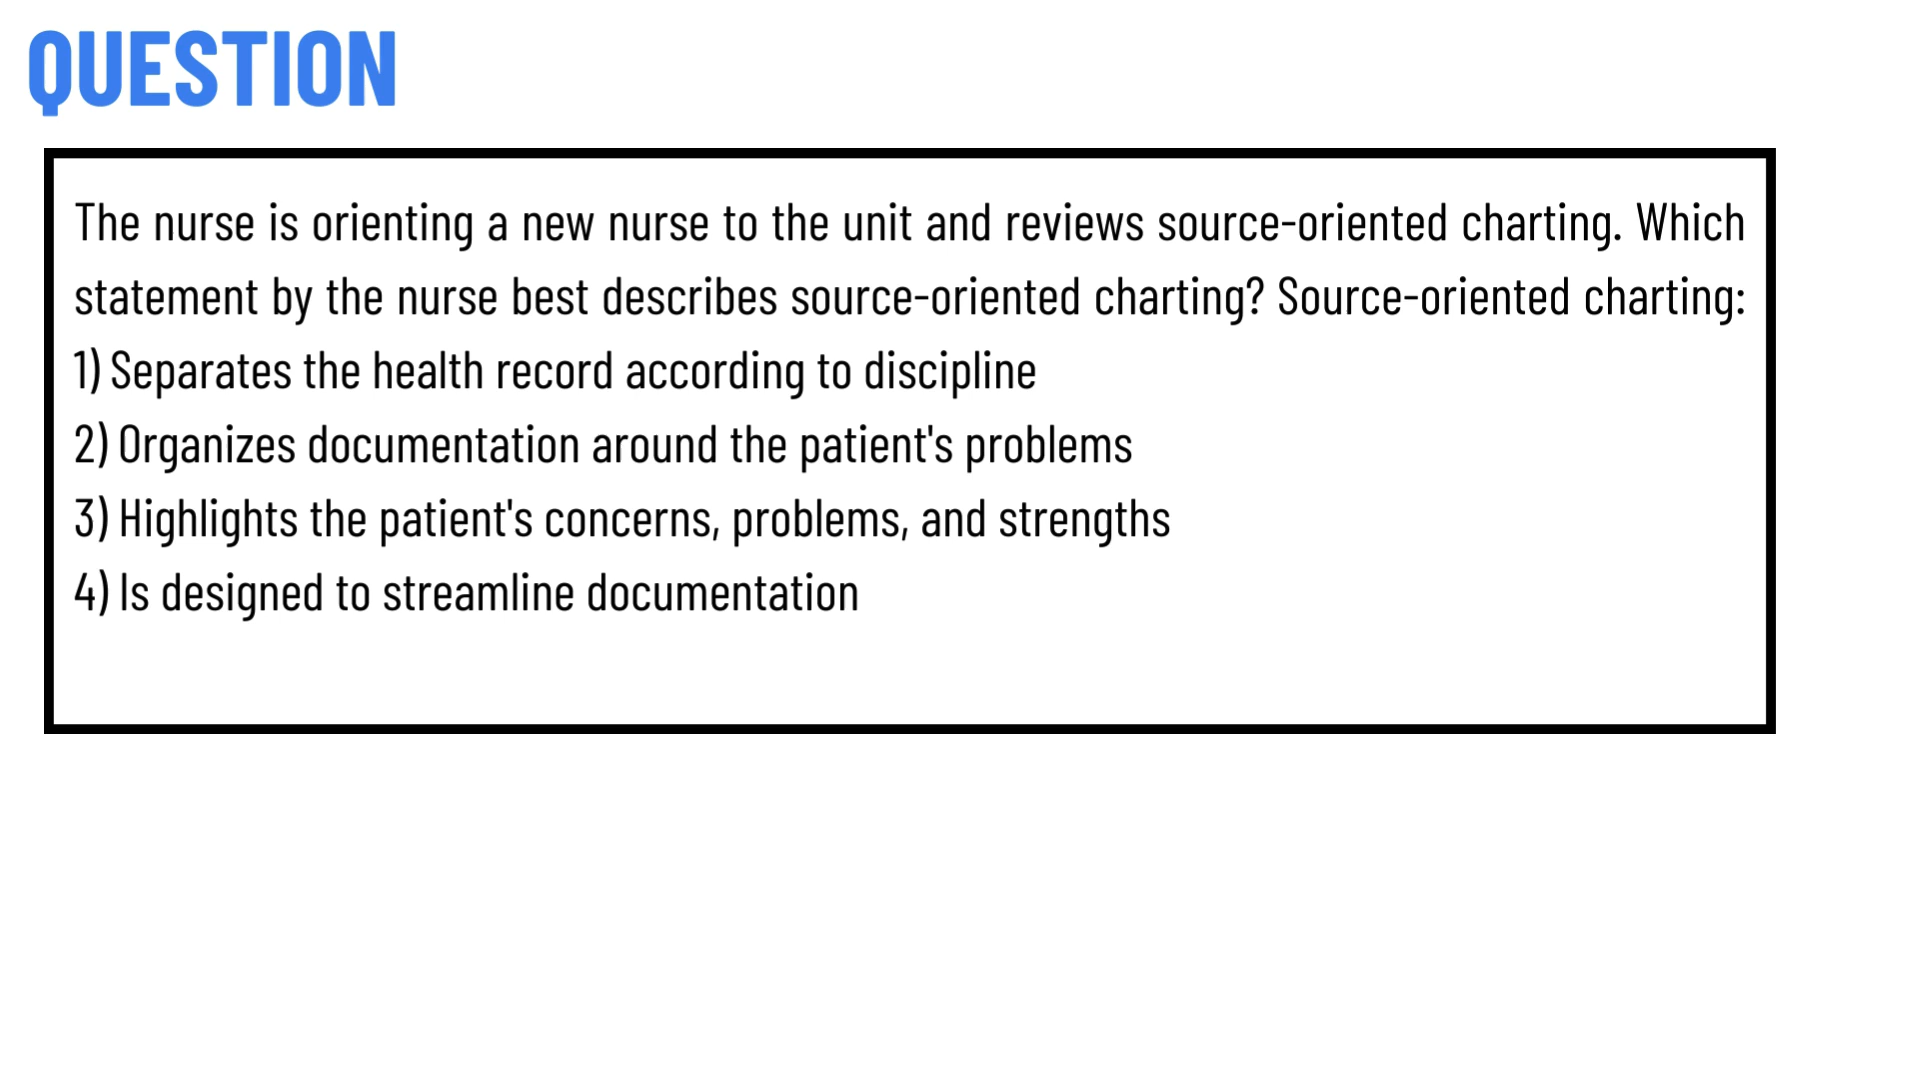 QUESTION
The nurse is orienting a new nurse to the unit and reviews source-oriented charting. Which
statement by the nurse best describes source-oriented charting? Source-oriented charting:
1) Separates the health record according to discipline
2) Organizes documentation around the patient's problems
3) Highlights the patient's concerns, problems, and strengths
4) Is designed to streamline documentation